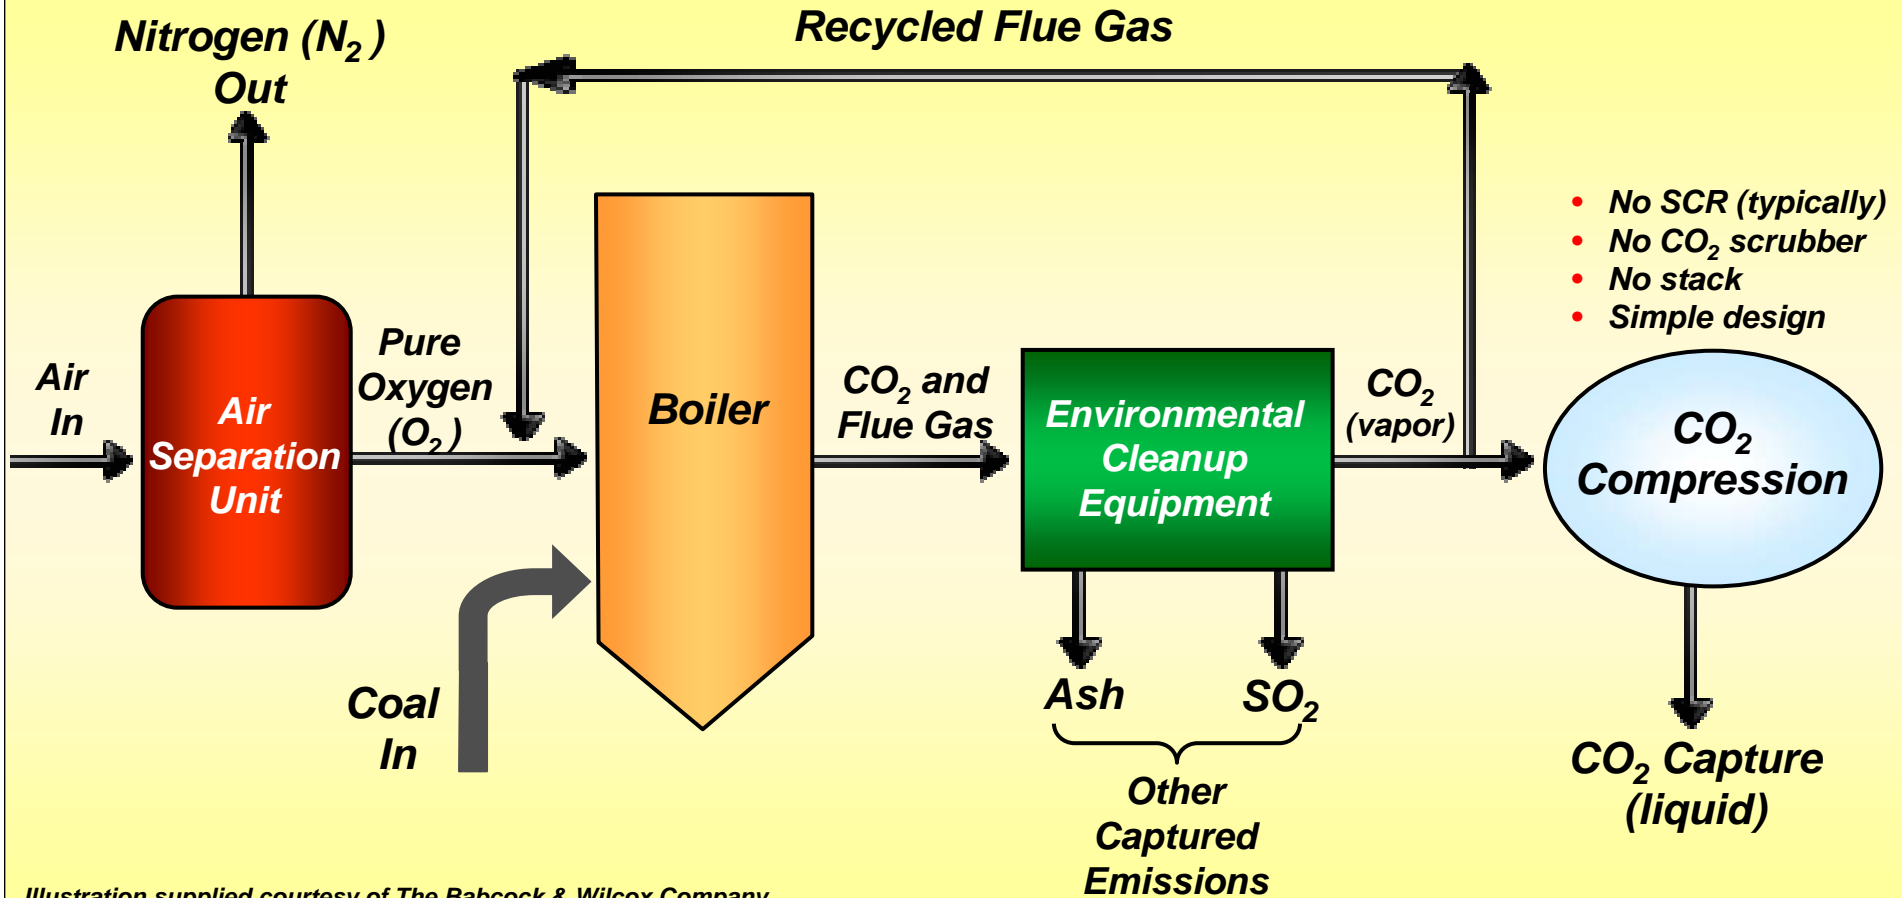 Recycled Flue Gas
Nitrogen (N₂)
Out
Air
In
Air
Separation
Unit
Pure
Oxygen
(O₂)
Coal
In
Boiler
CO₂ and
Flue Gas
Environmental
Cleanup
Equipment
CO₂
(vapor)
• No SCR (typically)
• No CO₂ scrubber
• No stack
• Simple design
CO₂
Compression
Ash
SO₂
Other
Captured
Emissions
CO₂ Capture
(liquid)
Illustration supplied courtesy of The Babcock & Wilcox Company